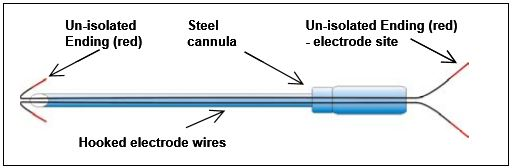 Un-isolated
Ending (red)
Steel
cannula
Un-isolated Ending (red)
- electrode site
Hooked electrode wires